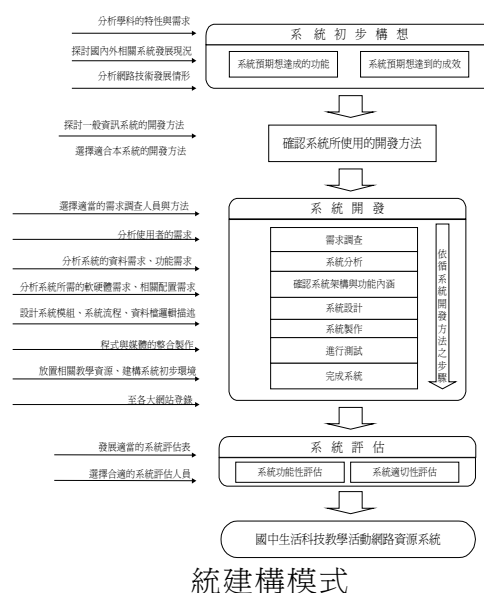 分析學科的特性與需求
探討國內外相關系統發展現況
分析網路技術發展情形
系統初步構想
系統預期想達成的功能
系統預期想達到的成效
探討一般資訊系統的開發方法
選擇適合本系統的開發方法
確認系統所使用的開發方法
選擇適當的需求調查人員與方法
分析使用者的需求
分析系統的資料需求、功能需求
分析系統所需的軟硬體需求、相關配置需求
設計系統模組、系統流程、資料檔邏輯描述
程式與媒體的整合製作
放置相關教學資源、建構系統初步環境
至各大網站登錄
系統開發
需求調查
系統分析
確認系統架構與功能內涵
系統設計
系統製作
進行測試
完成系統
依循系統開發方法之步驟
發展適當的系統評估表
選擇合適的系統評估人員
系統評估
系統功能性評估
系統適切性評估
國中生活科技教學活動網路資源系統
統建構模式